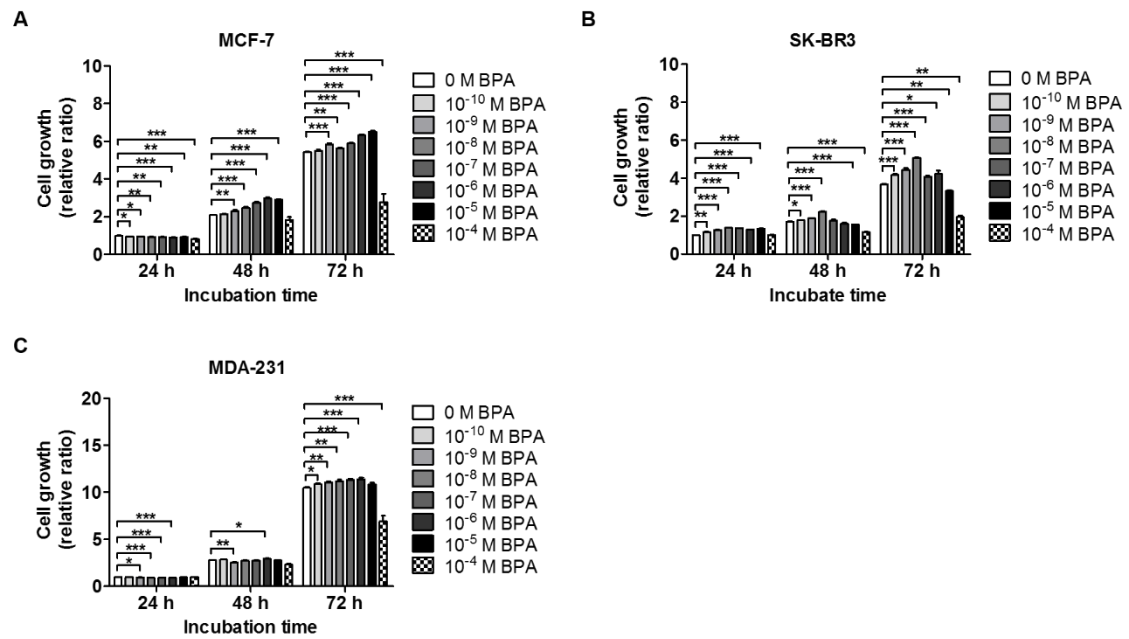 A
MCF-7
Cell growth
(relative ratio)
10
8
6
4
2
0
***
**
***
**
**
*
*
***
***
***
***
**
***
***
***
***
**
***
24 h 48 h 72 h
Incubation time
0 M BPA
10⁻¹⁰ M BPA
10⁻⁹ M BPA
10⁻⁸ M BPA
10⁻⁷ M BPA
10⁻⁶ M BPA
10⁻⁵ M BPA
10⁻⁴ M BPA
B
SK-BR3
Cell growth
(relative ratio)
10
8
6
4
2
0
***
***
***
***
***
**
***
***
***
*
**
**
*
***
***
***
***
24 h 48 h 72 h
Incubate time
0 M BPA
10⁻¹⁰ M BPA
10⁻⁹ M BPA
10⁻⁸ M BPA
10⁻⁷ M BPA
10⁻⁶ M BPA
10⁻⁵ M BPA
10⁻⁴ M BPA
C
MDA-231
Cell growth
(relative ratio)
20
15
10
5
0
***
***
***
*
*
**
***
***
***
**
**
*
24 h 48 h 72 h
Incubation time
0 M BPA
10⁻¹⁰ M BPA
10⁻⁹ M BPA
10⁻⁸ M BPA
10⁻⁷ M BPA
10⁻⁶ M BPA
10⁻⁵ M BPA
10⁻⁴ M BPA